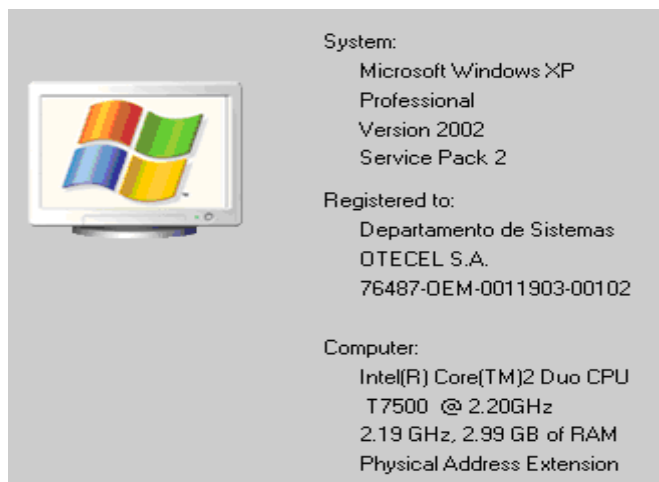 System:
Microsoft Windows XP
Professional
Version 2002
Service Pack 2
Registered to:
Departamento de Sistemas
OTECEL S.A.
76487-OEM-0011903-00102
Computer:
Intel(R) Core(TM)2 Duo CPU
T7500 @ 2.20GHz
2.19 GHz, 2.99 GB of RAM
Physical Address Extension